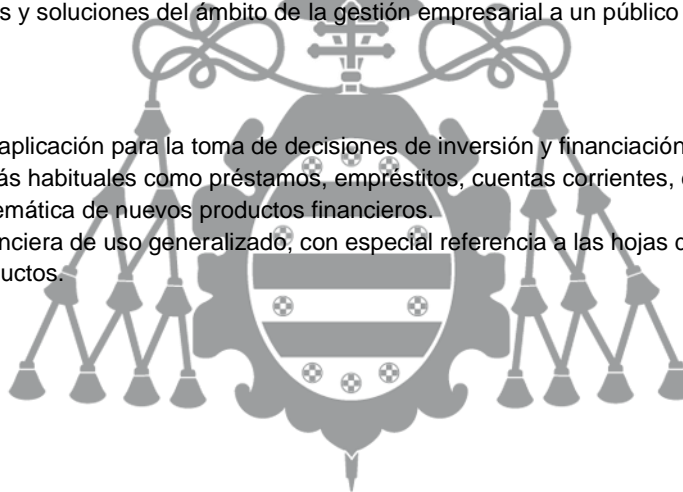 s y soluciones del ámbito de la gestión empresarial a un público
aplicación para la toma de decisiones de inversión y financiación
ás habituales como préstamos, empréstitos, cuentas corrientes,
emática de nuevos productos financieros.
nciera de uso generalizado, con especial referencia a las hojas
uctos.